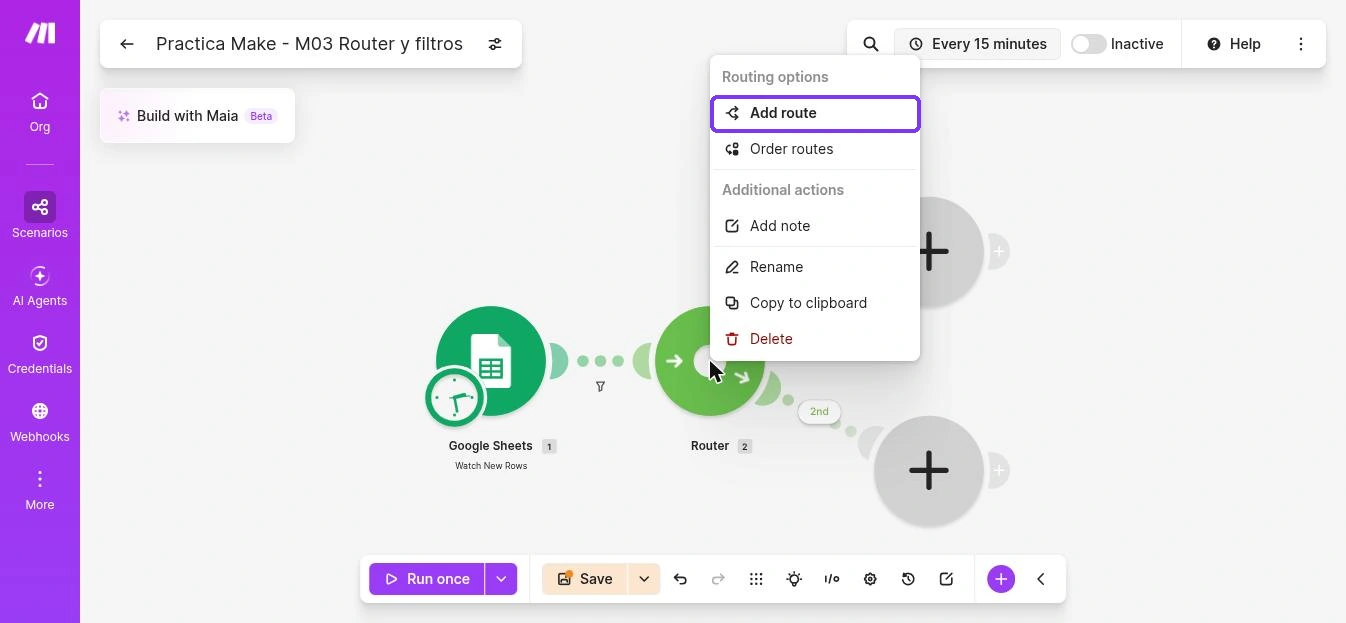 Practica Make - M03 Router y filtros
Every 15 minutes
Inactive
Help
Build with Maia
Beta
Org
Scenarios
AI Agents
Credentials
Webhooks
More
Routing options
Add route
Order routes
Additional actions
Add note
Rename
Copy to clipboard
Delete
2nd
Google Sheets 1
Watch New Rows
Router 2
Run once
Save